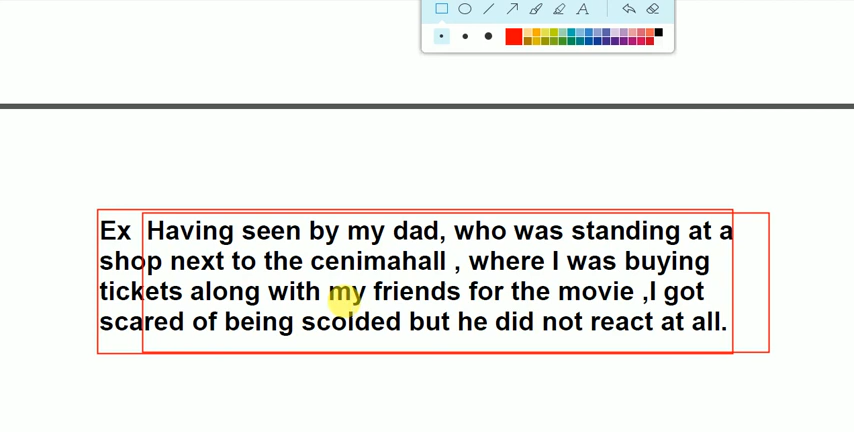 Ex Having seen by my dad, who was standing at a
shop next to the cenimahall , where I was buying
tickets along with my friends for the movie ,I got
scared of being scolded but he did not react at all.